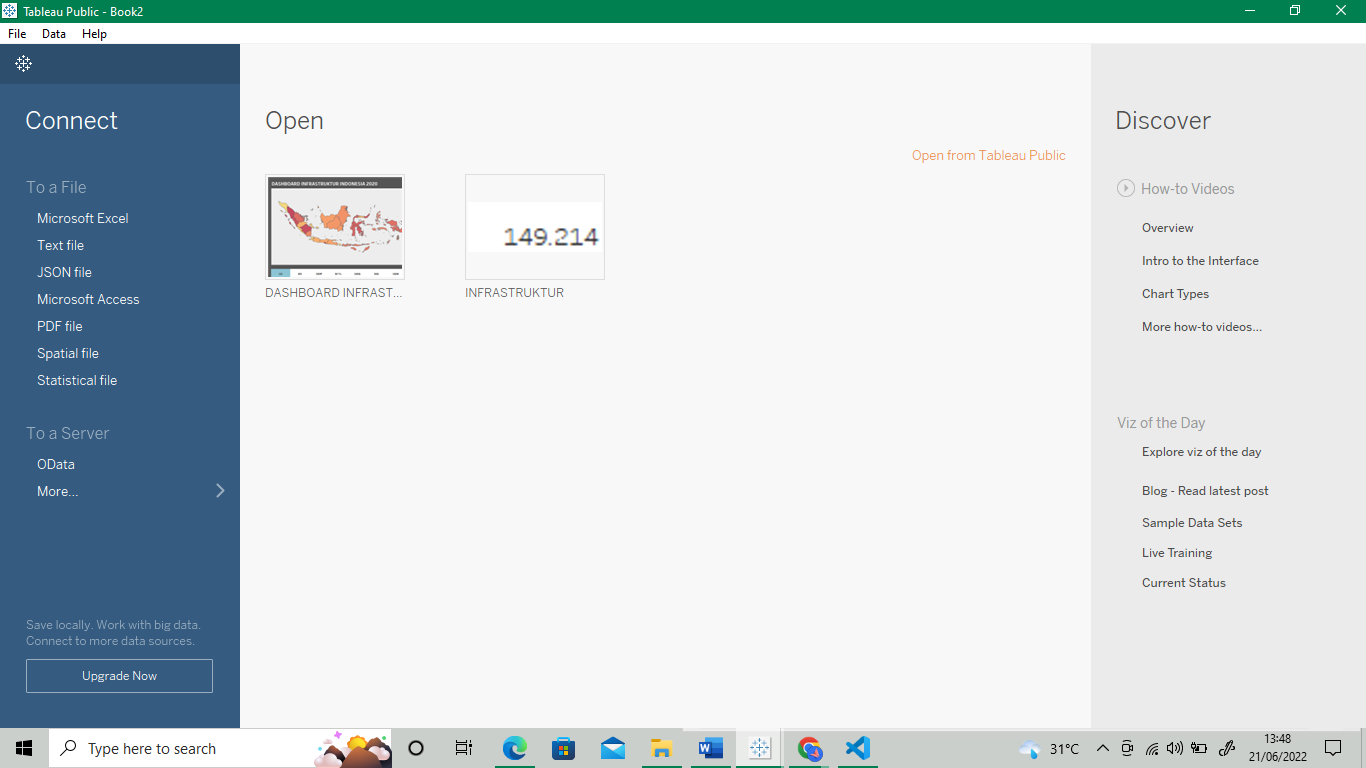 Tableau Public - Book2
File Data Help
Connect
To a File
Microsoft Excel
Text file
JSON file
Microsoft Access
PDF file
Spatial file
Statistical file
To a Server
OData
More...
Save locally. Work with big data.
Connect to more data sources.
Upgrade Now
Open
Open from Tableau Public
DASHBOARD INFRASTRUKTUR INDONESIA 2020
DASHBOARD INFRAST...
149.214
INFRASTRUKTUR
Discover
How-to Videos
Overview
Intro to the Interface
Chart Types
More how-to videos...
Viz of the Day
Explore viz of the day
Blog - Read latest post
Sample Data Sets
Live Training
Current Status
Type here to search
31°C
13:48
21/06/2022